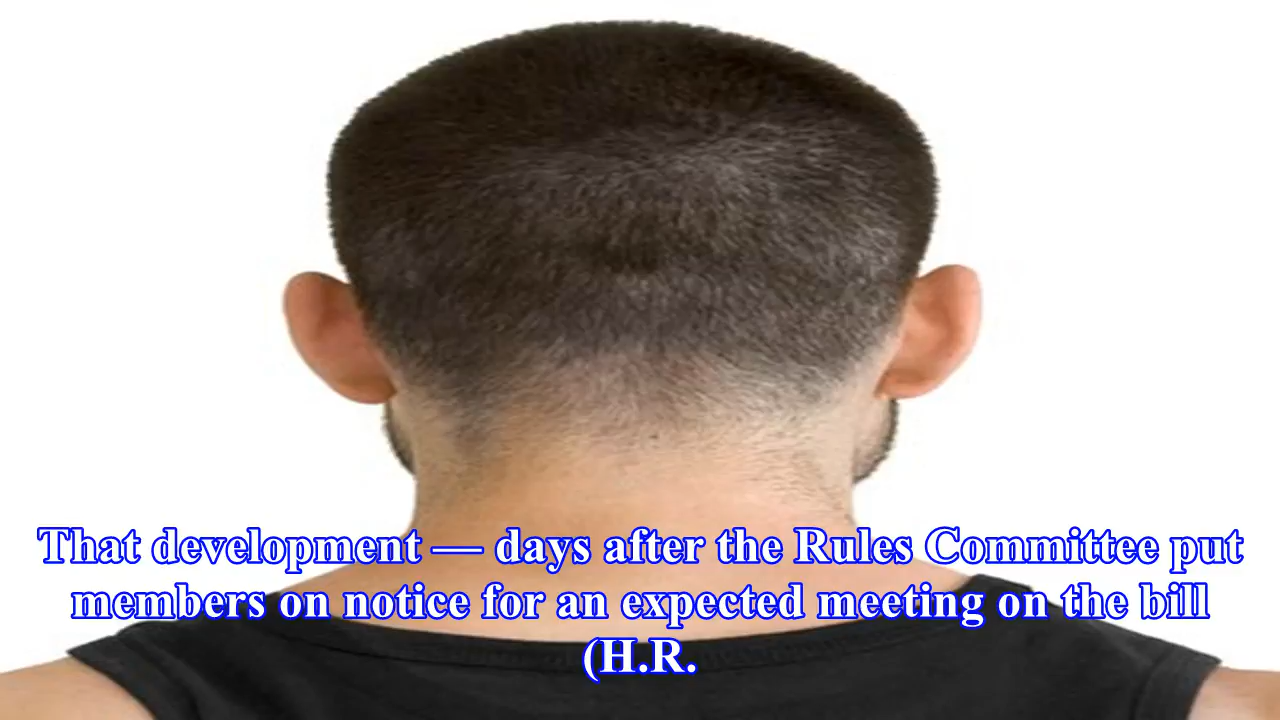 That development — days after the Rules Committee put
members on notice for an expected meeting on the bill
(H.R.